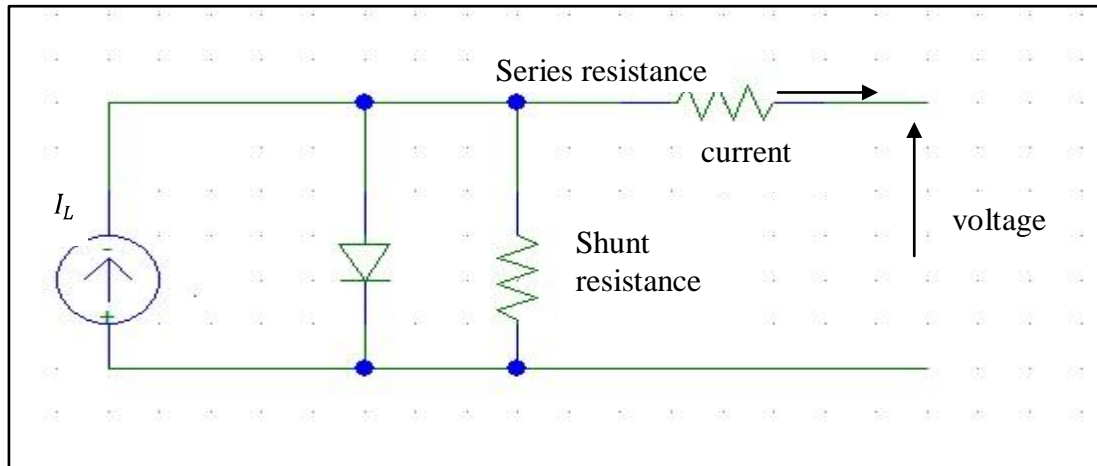 Series resistance
current
I_L
voltage
Shunt
resistance
-
+